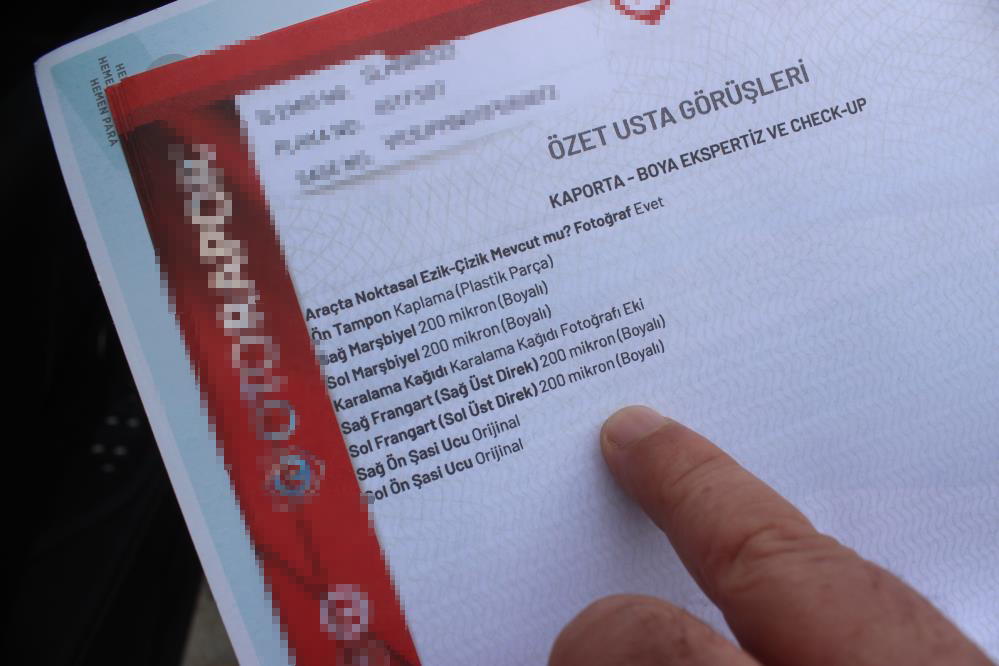 HEMEN PARA
ÖZET USTA GÖRÜŞLERİ
KAPORTA - BOYA EKSPERTİZ VE CHECK-UP
Araçta Noktasal Ezik-Çizik Mevcut mu? Fotoğraf Evet
Ön Tampon Kaplama (Plastik Parça)
Sağ Marşbiyel 200 mikron (Boyalı)
Sol Marşbiyel 200 mikron (Boyalı)
Karalama Kağıdı Karalama Kağıdı Fotoğrafı Eki
Sağ Frangart (Sağ Üst Direk) 200 mikron (Boyalı)
Sol Frangart (Sol Üst Direk) 200 mikron (Boyalı)
Sağ Ön Şasi Ucu Orijinal
Sol Ön Şasi Ucu Orijinal